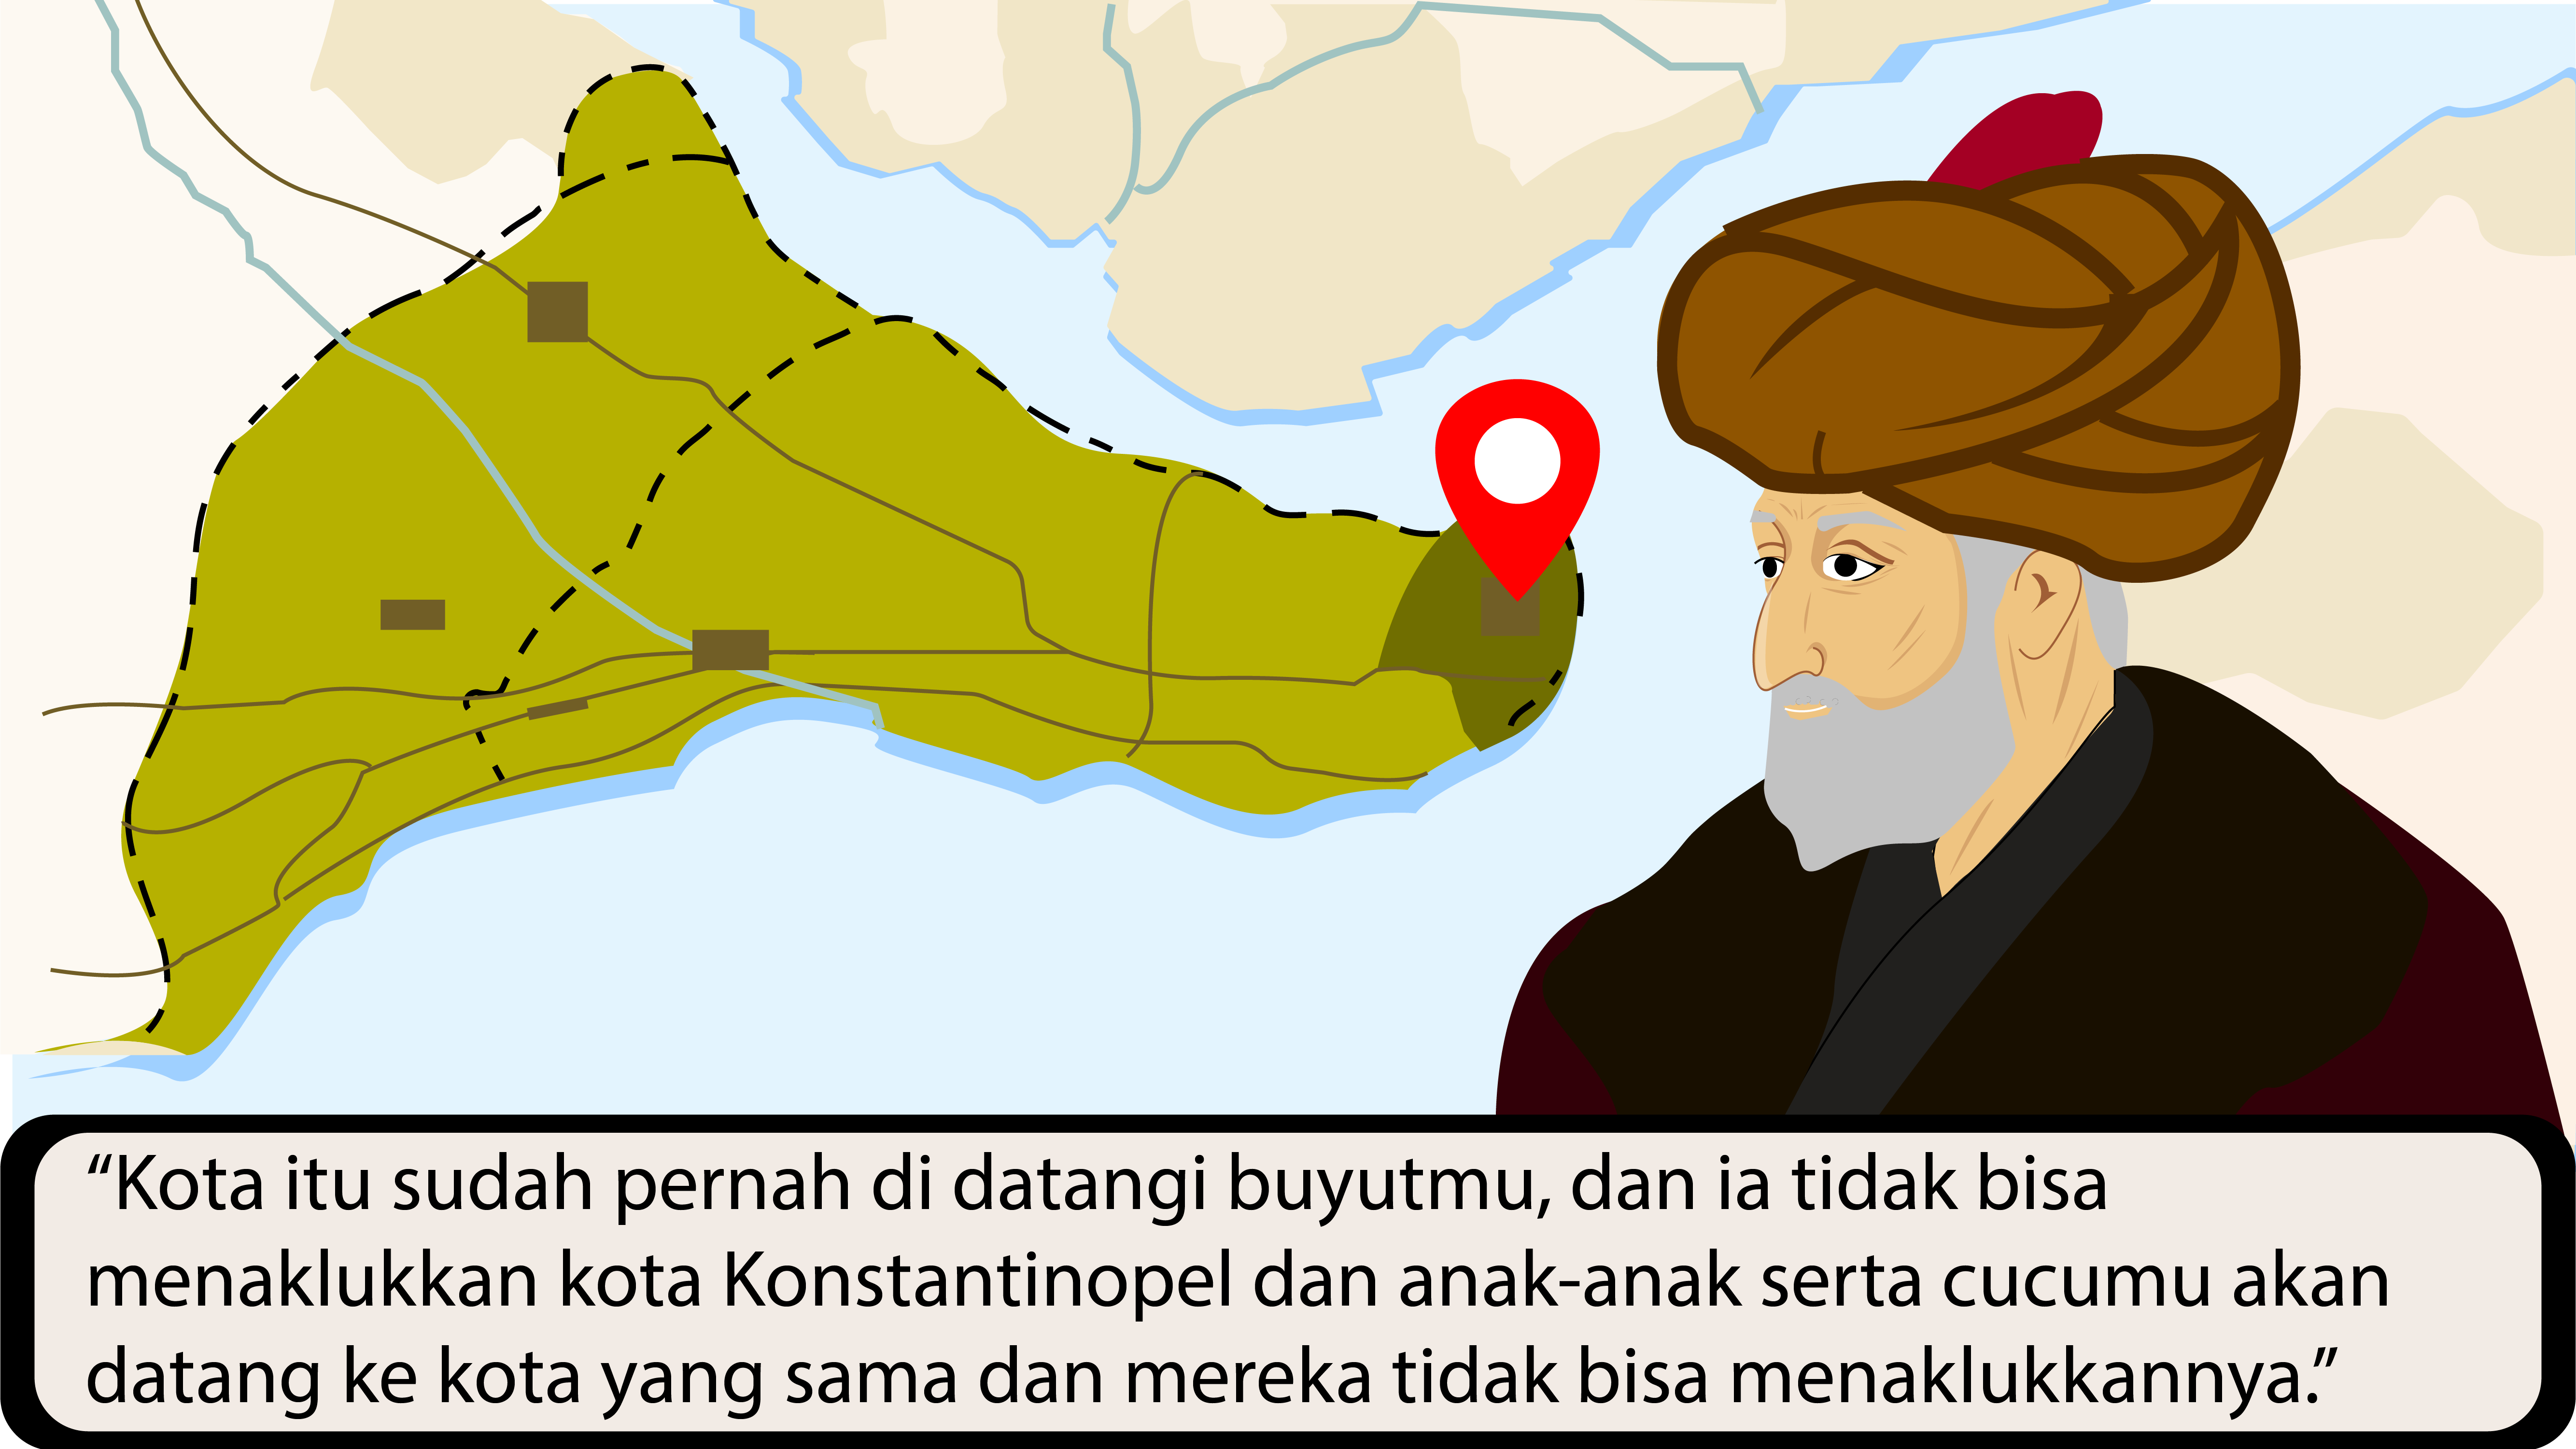 “Kota itu sudah pernah di datangi buyutmu, dan ia tidak bisa
menaklukkan kota Konstantinopel dan anak-anak serta cucumu akan
datang ke kota yang sama dan mereka tidak bisa menaklukkannya.”